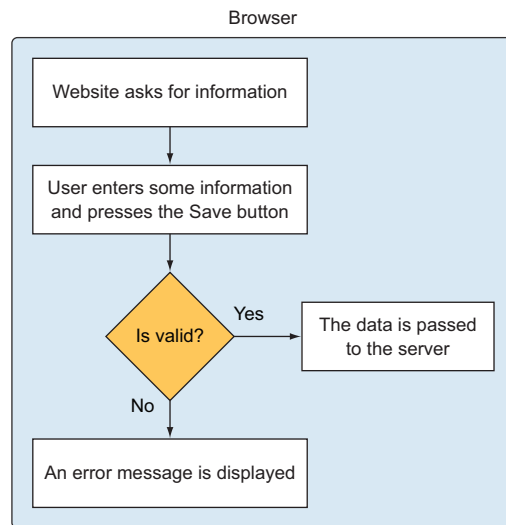 Browser
Website asks for information
User enters some information
and presses the Save button
Is valid?
Yes
The data is passed
to the server
No
An error message is displayed